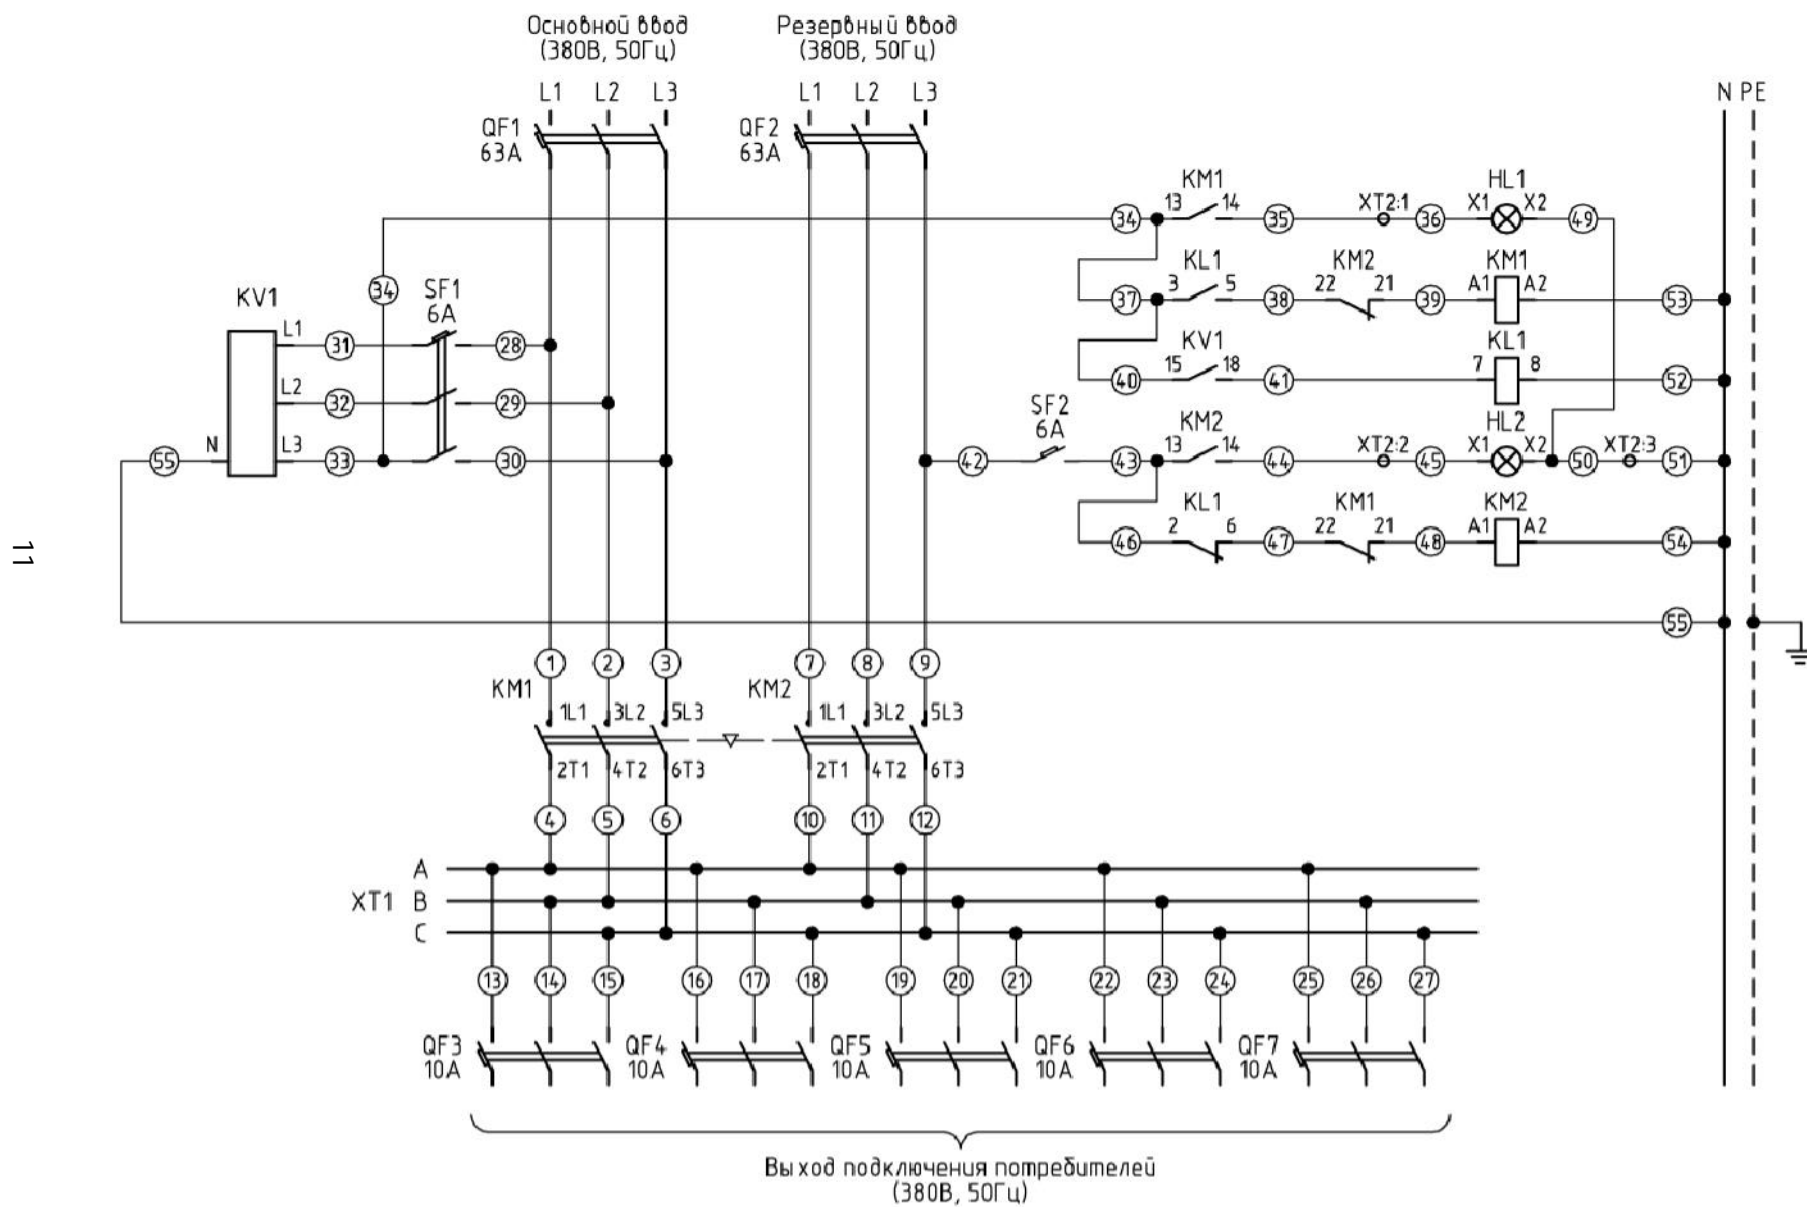 Основной ввод
(380В, 50Гц)
Резервный ввод
(380В, 50Гц)
L1 L2 L3
L1 L2 L3
N PE
QF1
63А
QF2
63А
34
KM1
13 14
35
XT2:1
36
HL1
X1 X2
49
34
KV1
SF1
6А
37
KL1
3 5
38
KM2
22 21
39
KM1
A1 A2
53
L1
31
28
40
KV1
15 18
41
KL1
7 8
52
L2
32
29
SF2
6А
55
N
L3
33
30
42
43
KM2
13 14
44
XT2:2
45
HL2
X1 X2
50
XT2:3
51
46
KL1
2 6
47
KM1
22 21
48
KM2
A1 A2
54
11
55
1 2 3
7 8 9
KM1
1L1 3L2 5L3
2T1 4T2 6T3
KM2
1L1 3L2 5L3
2T1 4T2 6T3
4 5 6
10 11 12
XT1
A
B
C
13 14 15 16 17 18 19 20 21 22 23 24 25 26 27
QF3
10А
QF4
10А
QF5
10А
QF6
10А
QF7
10А
Выход подключения потребителей
(380В, 50Гц)